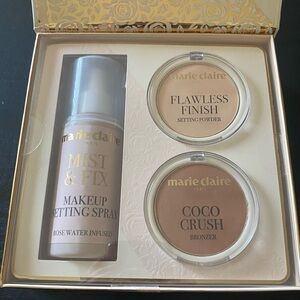 marie claire
MIST
& FIX
MAKEUP
SETTING SPRAY
ROSE WATER INFUSED
marie claire
FLAWLESS
FINISH
SETTING POWDER
marie claire
COCO
CRUSH
BRONZER